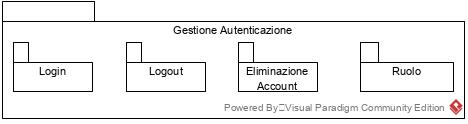 Gestione Autenticazione
Login
Logout
Eliminazione
Account
Ruolo
Powered By Visual Paradigm Community Edition